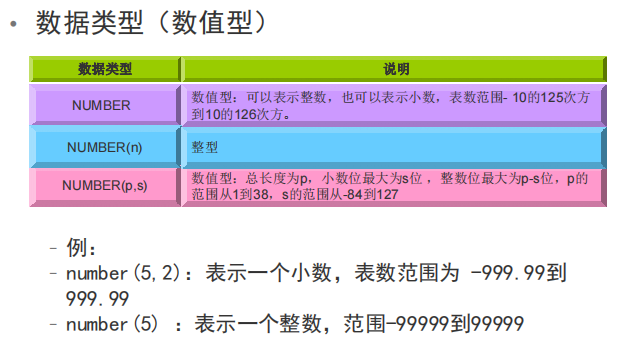 • 数据类型（数值型）
数据类型 说明
NUMBER 数值型：可以表示整数，也可以表示小数，表数范围- 10的125次方
到10的126次方。
NUMBER(n) 整型
NUMBER(p,s) 数值型：总长度为p，小数位最大为s位 ，整数位最大为p-s位，p的
范围从1到38，s的范围从-84到127
– 例：
– number(5,2)：表示一个小数，表数范围为 -999.99到
999.99
– number(5) ：表示一个整数，范围-99999到99999